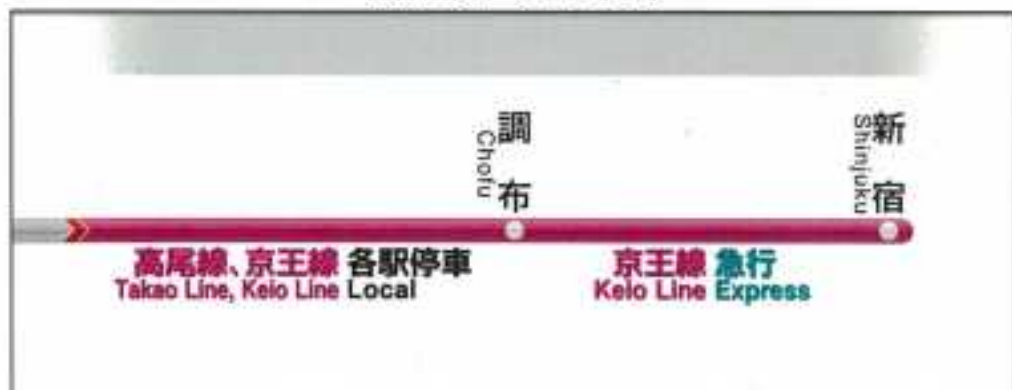 調布
Chofu
新宿
Shinjuku
高尾線、京王線 各駅停車
Takao Line, Keio Line Local
京王線 急行
Keio Line Express